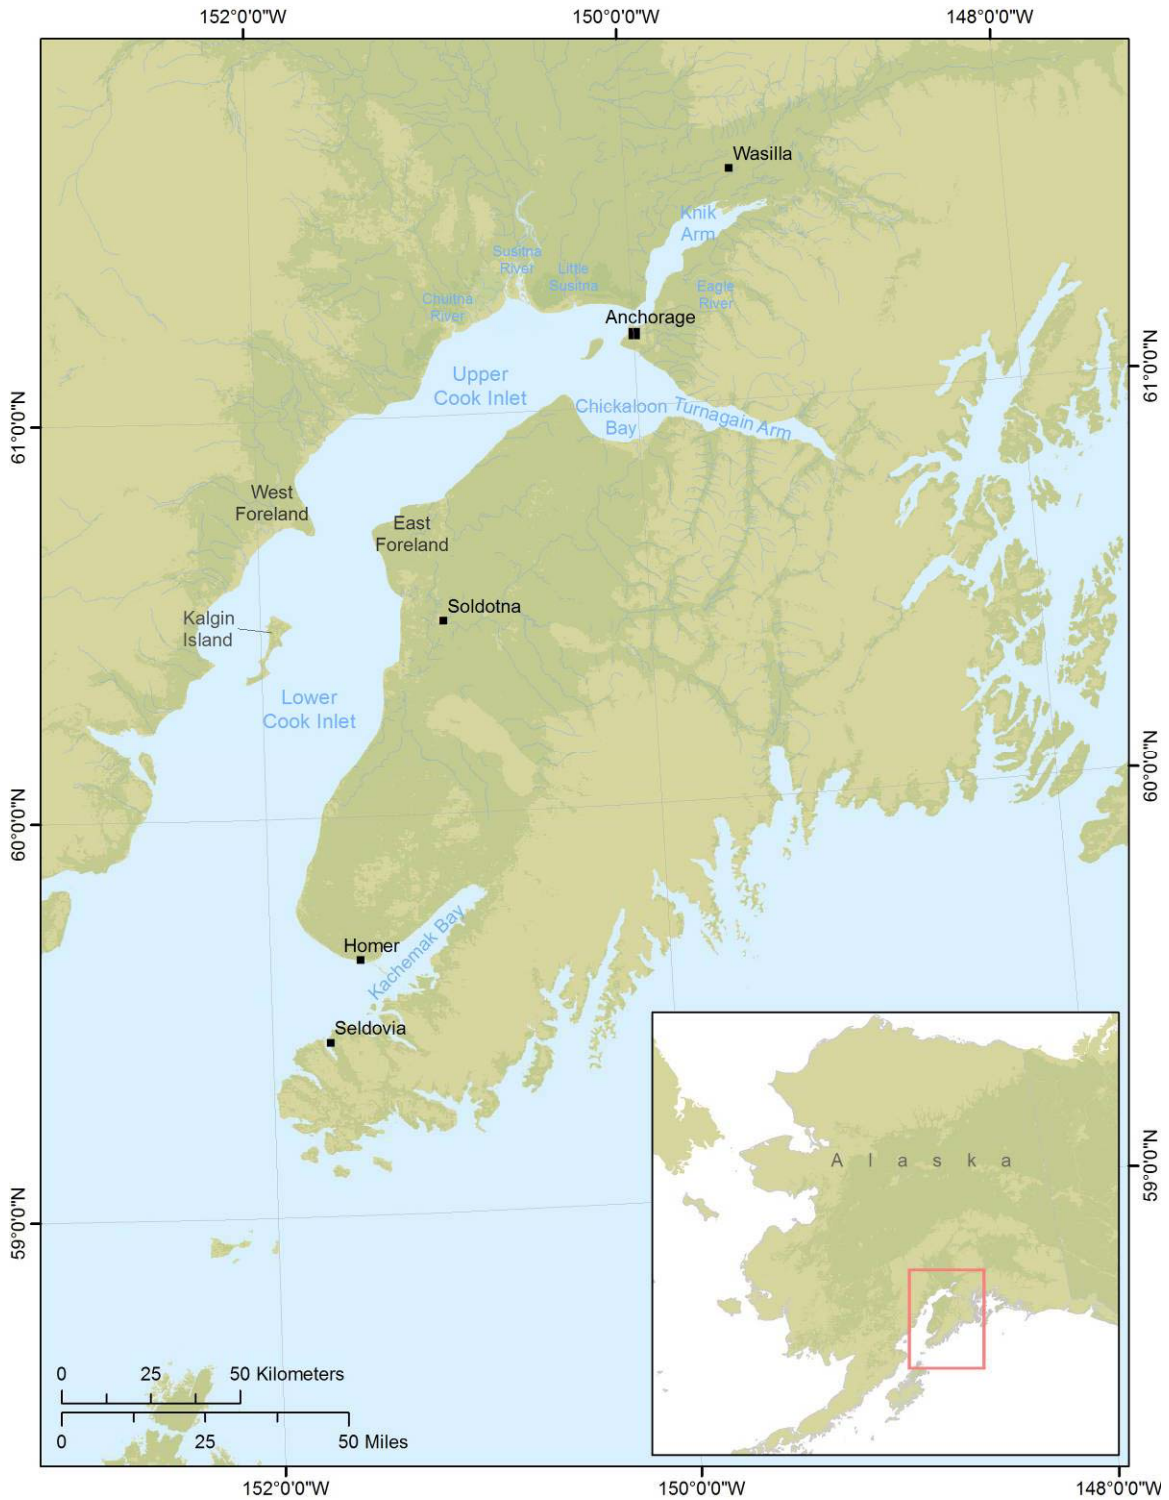 152°0'0"W
150°0'0"W
148°0'0"W
Wasilla
Knik
Arm
Susitna
River
Little
Susitna
Eagle
River
Chuitna
River
Anchorage
61°0'0"N
61°0'0"N
Upper
Cook Inlet
Chickaloon
Bay
Turnagain Arm
West
Foreland
East
Foreland
Soldotna
Kalgin
Island
Lower
Cook Inlet
60°0'0"N
60°0'0"N
Homer
Kachemak Bay
Seldovia
Alaska
59°0'0"N
59°0'0"N
0 25 50 Kilometers
0 25 50 Miles
152°0'0"W
150°0'0"W
148°0'0"W